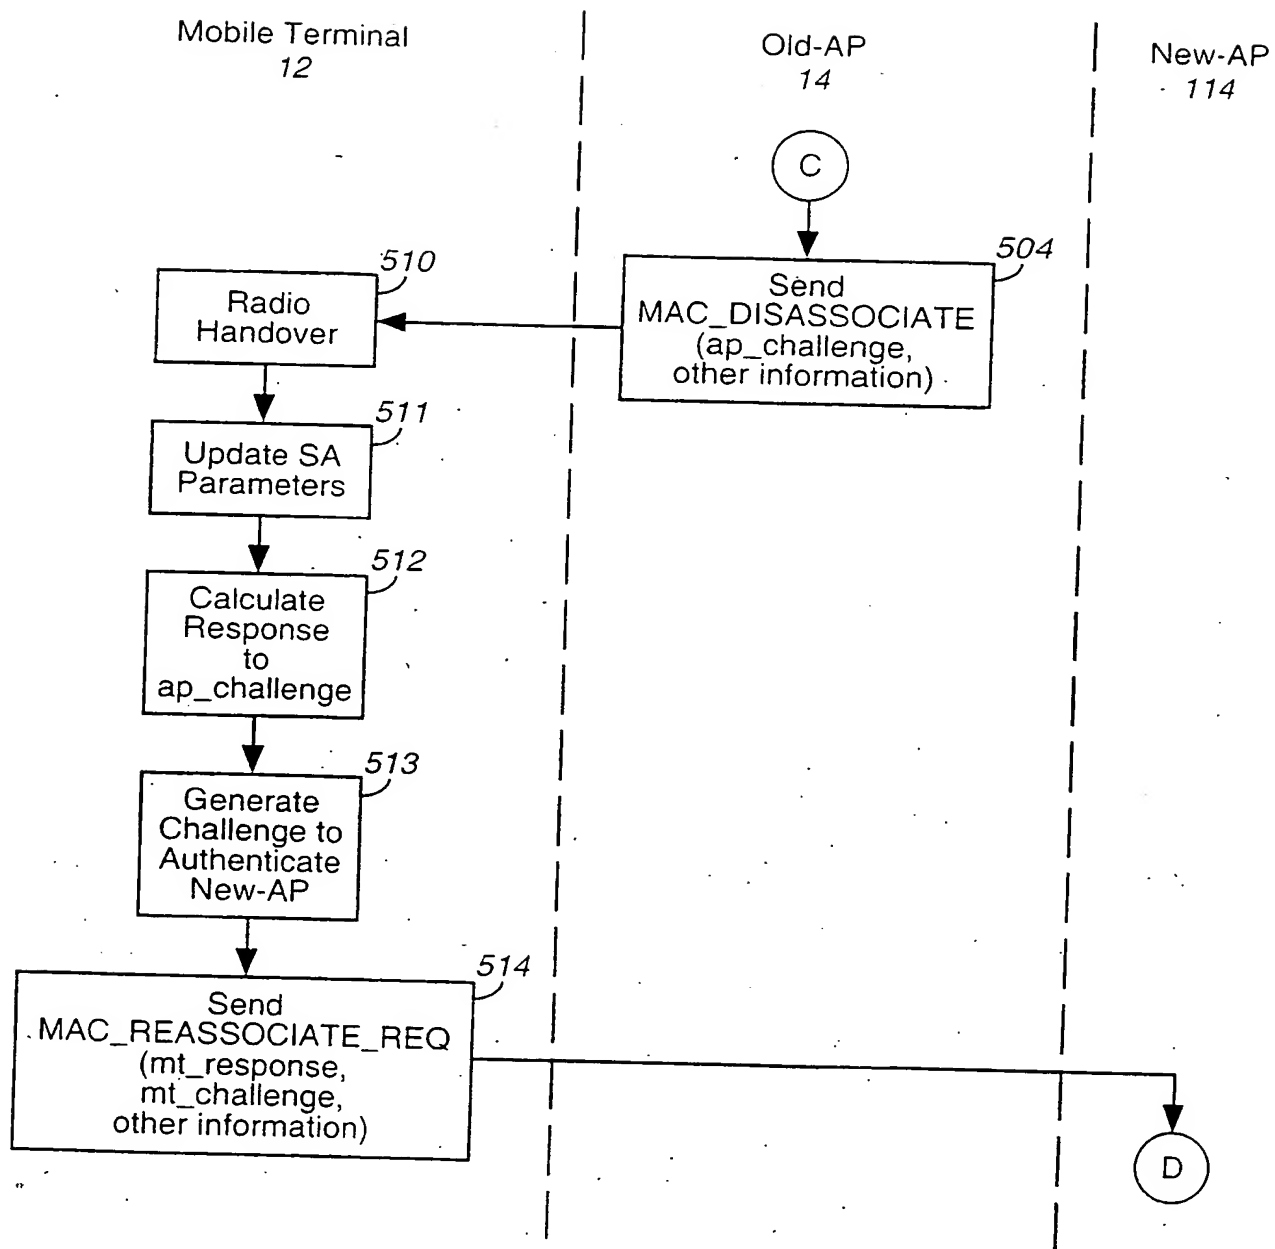 Mobile Terminal
12
Old-AP
14
New-AP
114
C
504
Send
MAC_DISASSOCIATE
(ap_challenge,
other information)
510
Radio
Handover
511
Update SA
Parameters
512
Calculate
Response
to
ap_challenge
513
Generate
Challenge to
Authenticate
New-AP
514
Send
MAC_REASSOCIATE_REQ
(mt_response,
mt_challenge,
other information)
D